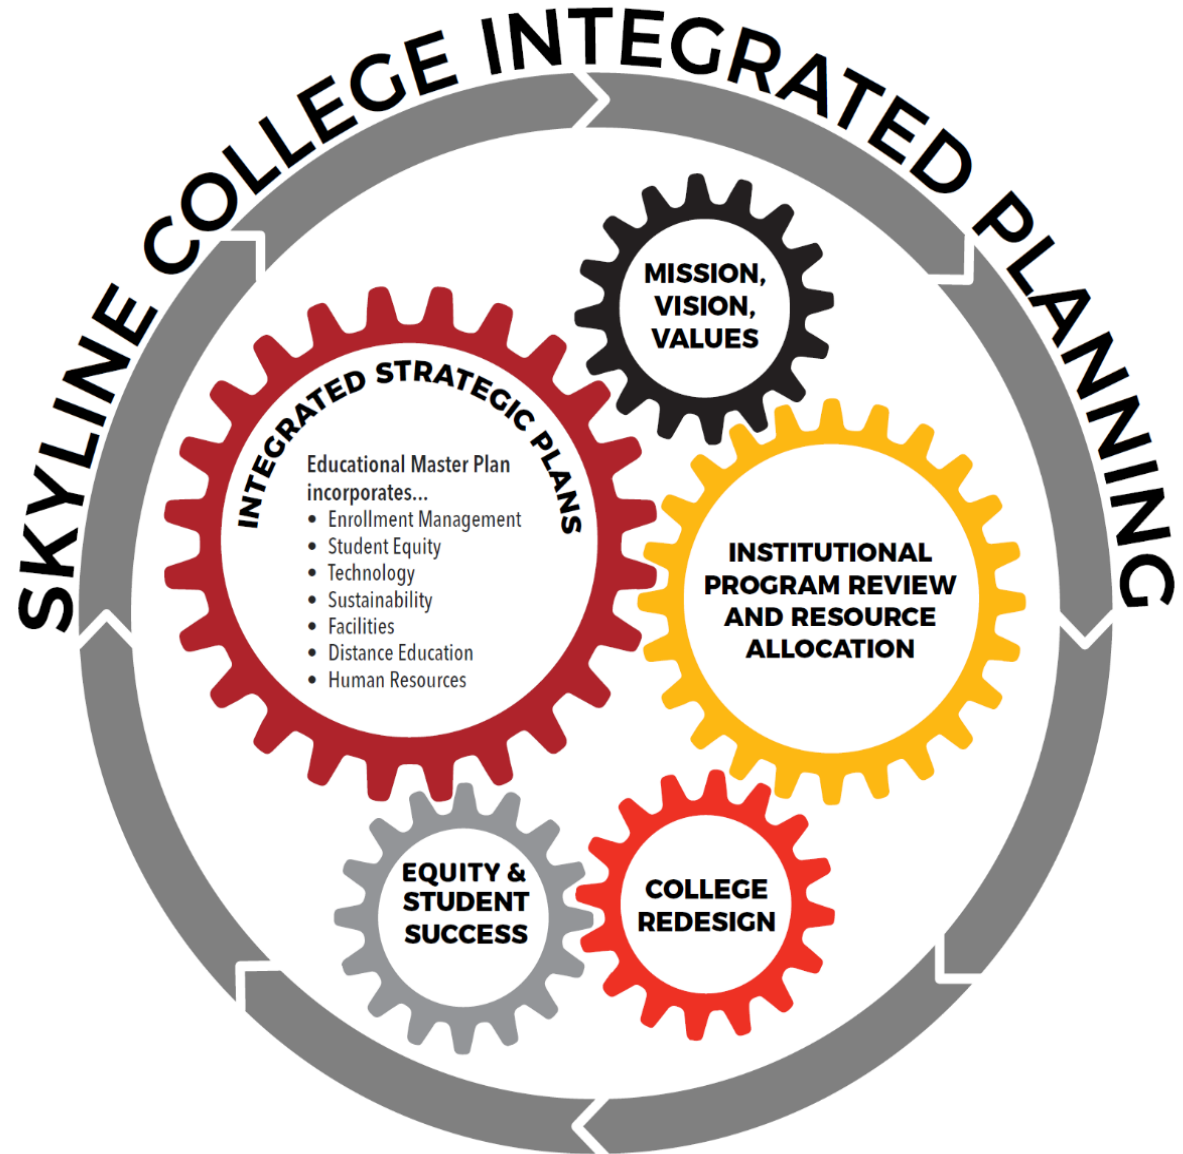 SKYLINE COLLEGE INTEGRATED PLANNING
MISSION,
VISION,
VALUES
INTEGRATED STRATEGIC PLANS
Educational Master Plan
incorporates...
• Enrollment Management
• Student Equity
• Technology
• Sustainability
• Facilities
• Distance Education
• Human Resources
INSTITUTIONAL
PROGRAM REVIEW
AND RESOURCE
ALLOCATION
EQUITY &
STUDENT
SUCCESS
COLLEGE
REDESIGN